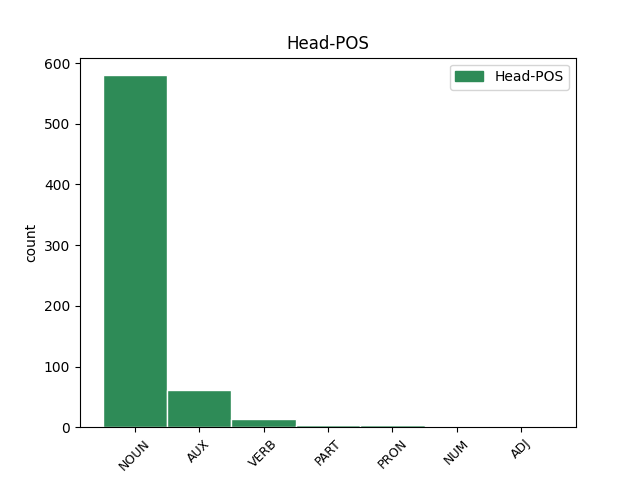 Head-POS
Head-POS
600
500
400
300
200
100
0
count
NOUN
AUX
VERB
PART
PRON
NUM
ADJ